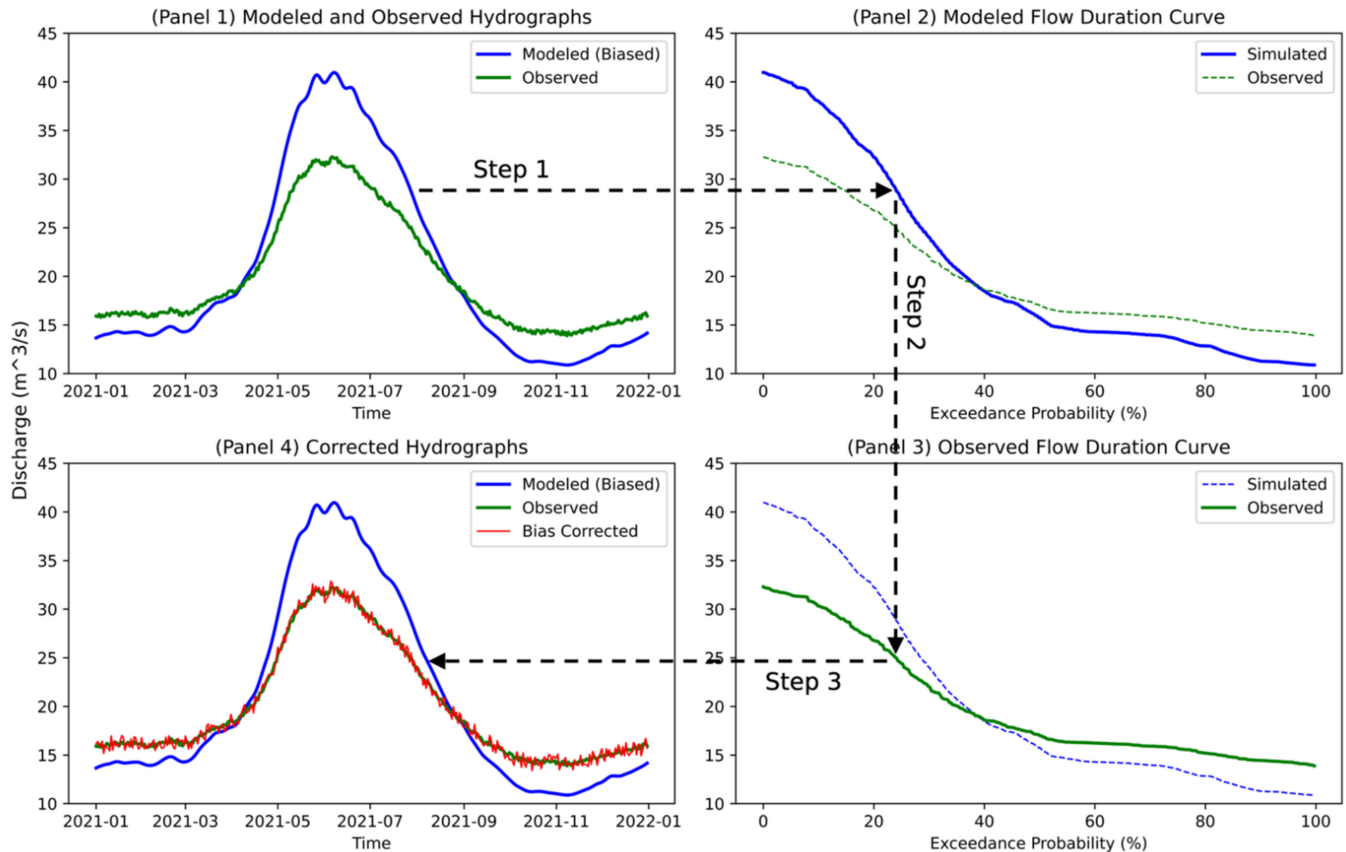 (Panel 1) Modeled and Observed Hydrographs
45
40
35
30
25
20
15
10
Modeled (Biased)
Observed
Step 1
2021-01 2021-03 2021-05 2021-07 2021-09 2021-11 2022-01
Time
(Panel 2) Modeled Flow Duration Curve
45
40
35
30
25
20
15
10
Simulated
Observed
Step 2
0 20 40 60 80 100
Exceedance Probability (%)
Discharge (m^3/s)
(Panel 4) Corrected Hydrographs
45
40
35
30
25
20
15
10
Modeled (Biased)
Observed
Bias Corrected
2021-01 2021-03 2021-05 2021-07 2021-09 2021-11 2022-01
Time
(Panel 3) Observed Flow Duration Curve
45
40
35
30
25
20
15
10
Simulated
Observed
Step 3
0 20 40 60 80 100
Exceedance Probability (%)